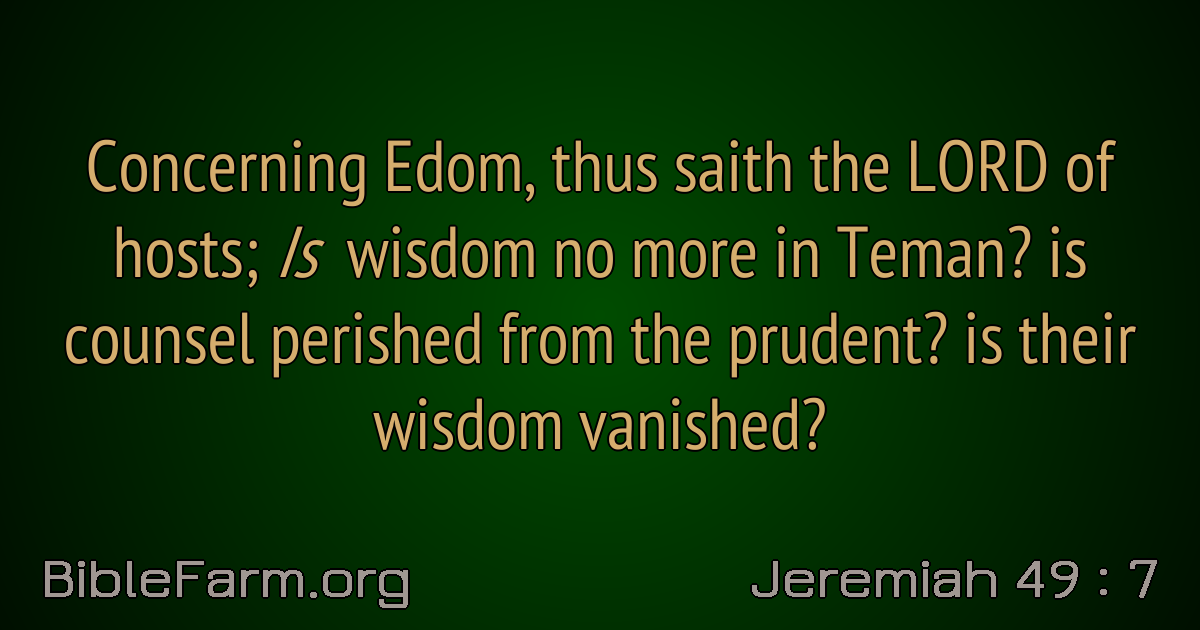 Concerning Edom, thus saith the LORD of
hosts; Is wisdom no more in Teman? is
counsel perished from the prudent? is their
wisdom vanished?
BibleFarm.org
Jeremiah 49 : 7